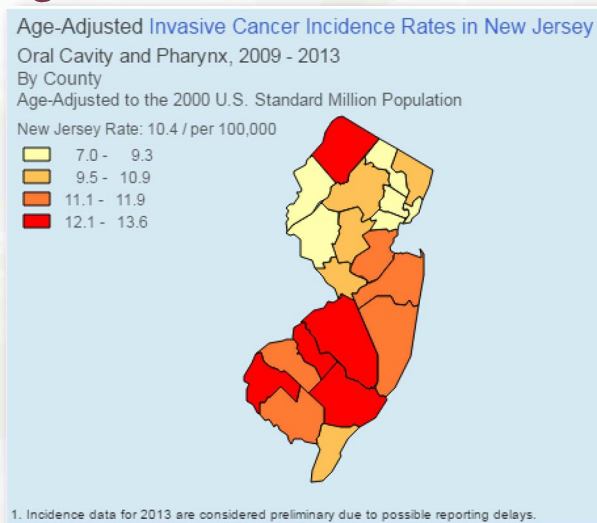 Age-Adjusted Invasive Cancer Incidence Rates in New Jersey
Oral Cavity and Pharynx, 2009 - 2013
By County
Age-Adjusted to the 2000 U.S. Standard Million Population
New Jersey Rate: 10.4 / per 100,000
7.0 - 9.3
9.5 - 10.9
11.1 - 11.9
12.1 - 13.6
1. Incidence data for 2013 are considered preliminary due to possible reporting delays.